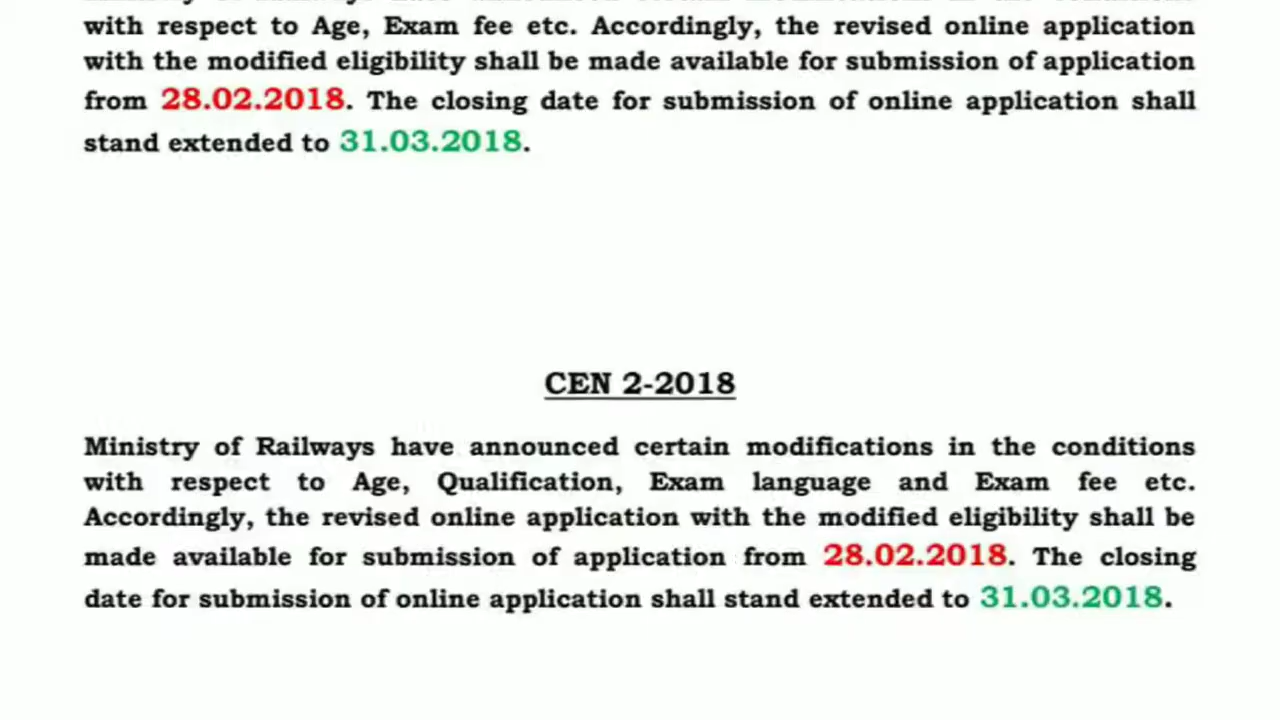 with respect to Age, Exam fee etc. Accordingly, the revised online application
with the modified eligibility shall be made available for submission of application
from 28.02.2018. The closing date for submission of online application shall
stand extended to 31.03.2018.
CEN 2-2018
Ministry of Railways have announced certain modifications in the conditions
with respect to Age, Qualification, Exam language and Exam fee etc.
Accordingly, the revised online application with the modified eligibility shall be
made available for submission of application from 28.02.2018. The closing
date for submission of online application shall stand extended to 31.03.2018.